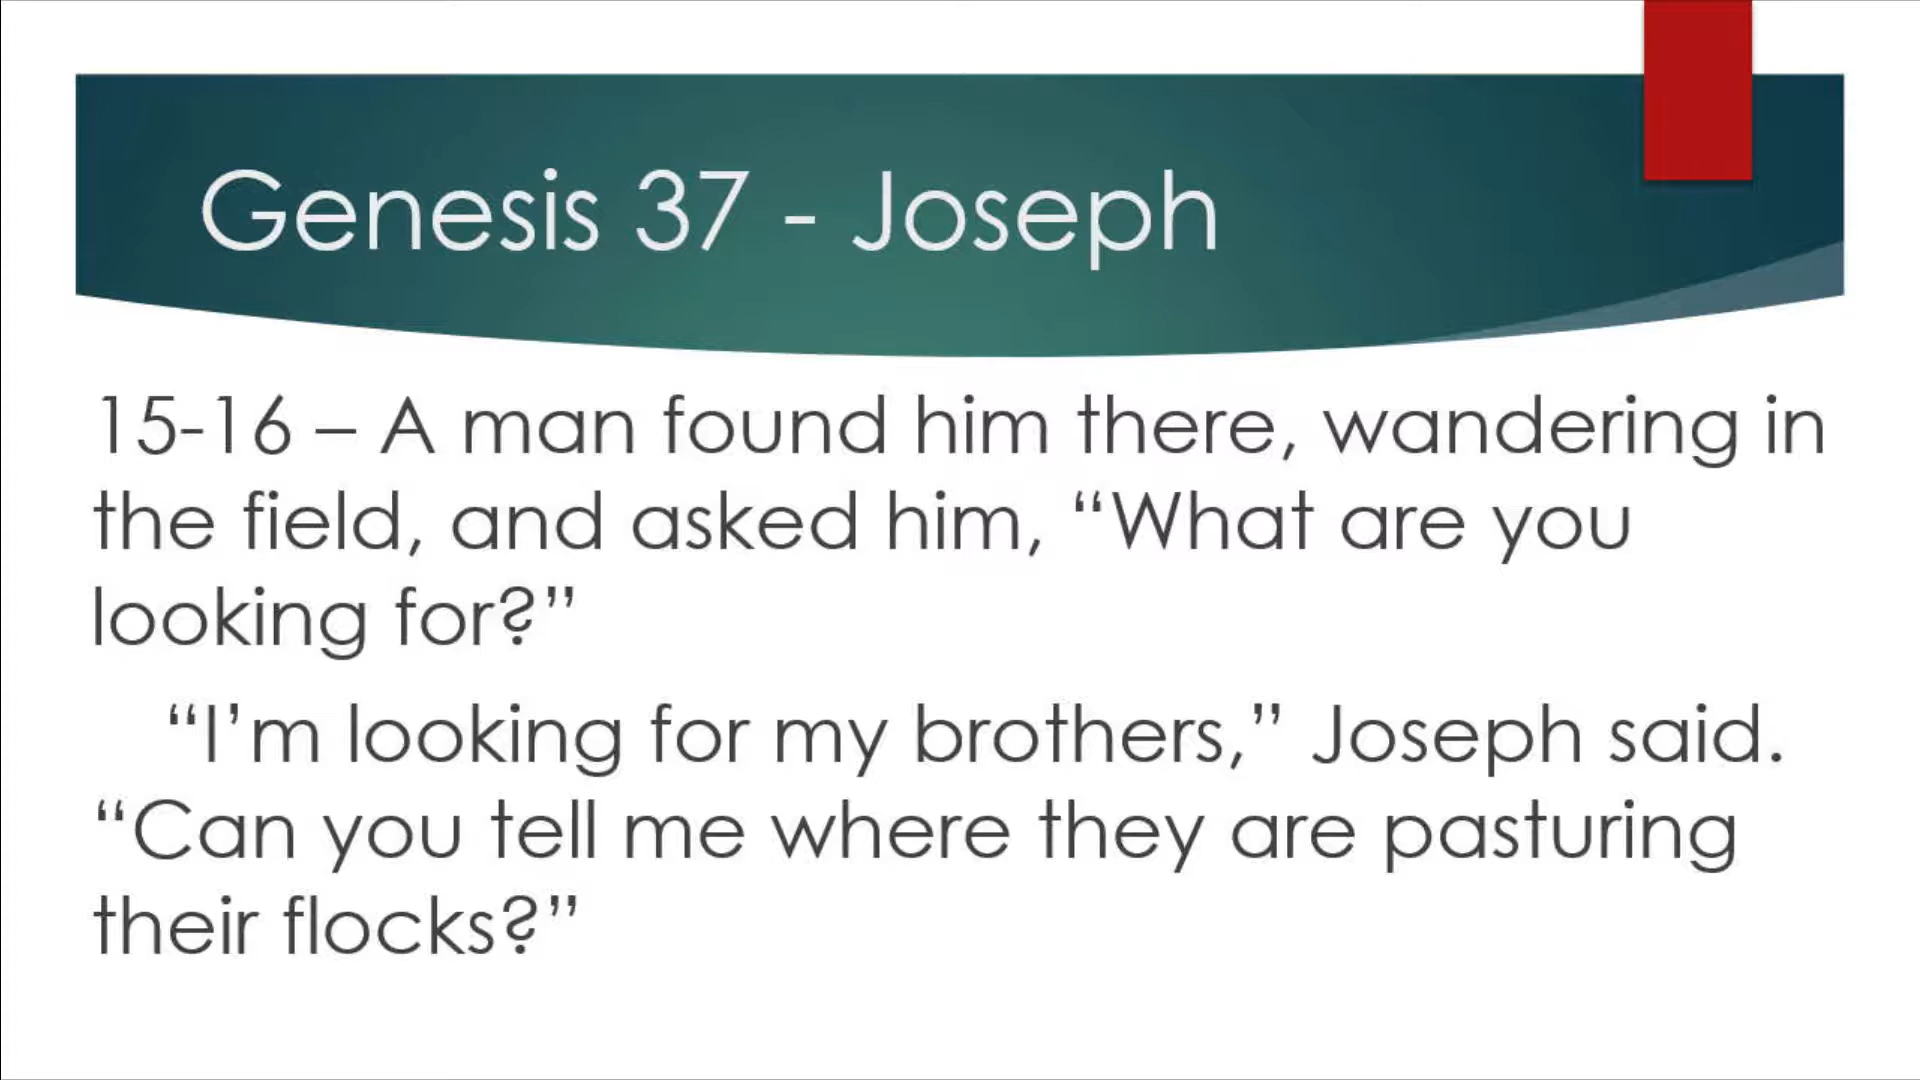 Genesis 37 - Joseph
15-16 – A man found him there, wandering in
the field, and asked him, “What are you
looking for?”
“I’m looking for my brothers,” Joseph said.
“Can you tell me where they are pasturing
their flocks?”